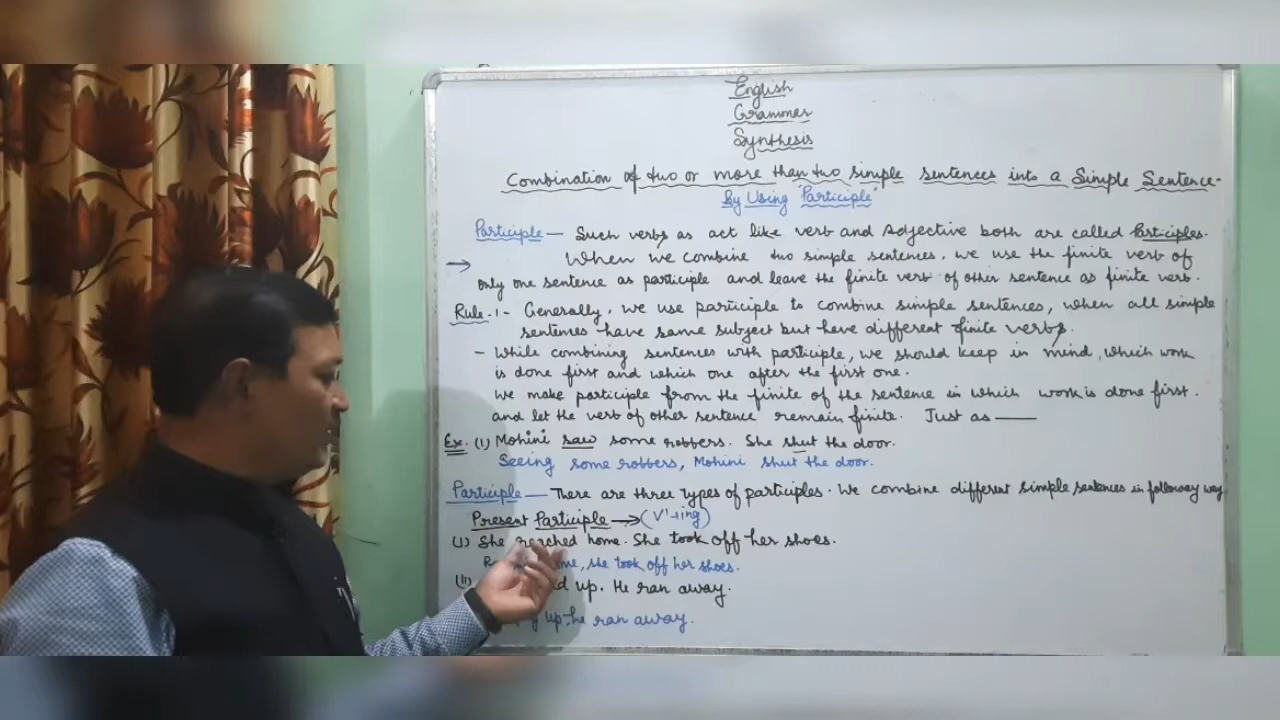 English
Grammer
Synthesis
Combination of two or more than two simple sentences into a Simple Sentence-
By Using 'Participle'
Participle — Such verbs as act like verb and Adjective both are called Participles.
→ When we combine two simple sentences, we use the finite verb of
only one sentence as participle and leave the finite verb of other sentence as finite verb.
Rule.1- Generally, we use participle to combine simple sentences, when all simple
sentences have same subject but have different finite verbs.
- While combining sentences with participle, we should keep in mind, which work
is done first and which one after the first one.
We make participle from the finite of the sentence in which work is done first.
and let the verb of other sentence remain finite. Just as —
Ex. (1) Mohini saw some robbers. She shut the door.
Seeing some robbers, Mohini shut the door.
Participle — There are three types of participles. We combine different simple sentences in following way
Present Participle → (V¹+ing)
(1) She reached home. She took off her shoes.
she took off her shoes.
(11) up. He ran away.
up, he ran away.